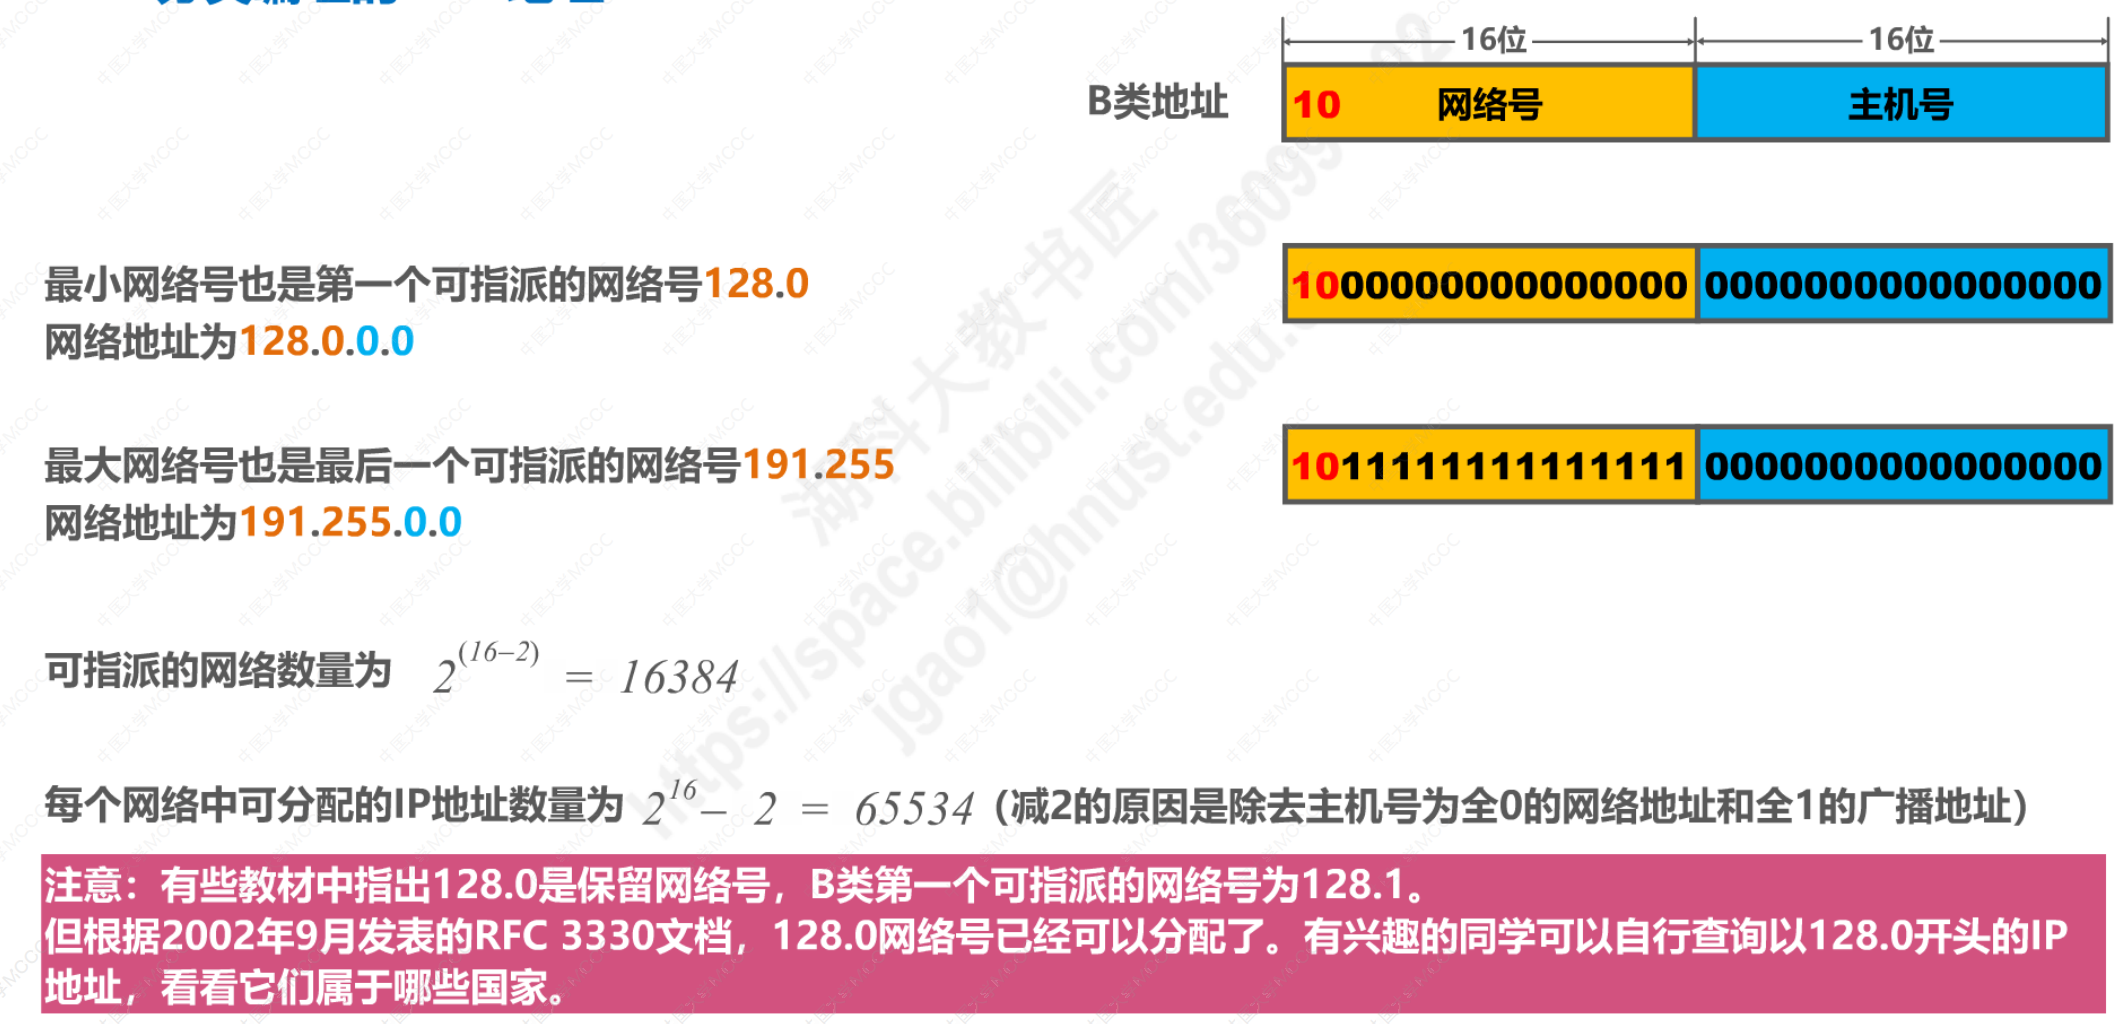 16位 16位
B类地址 10 网络号 主机号
最小网络号也是第一个可指派的网络号128.0 1000000000000000 0000000000000000
网络地址为128.0.0.0
最大网络号也是最后一个可指派的网络号191.255 1011111111111111 0000000000000000
网络地址为191.255.0.0
可指派的网络数量为 2^(16-2) = 16384
每个网络中可分配的IP地址数量为 2^16 - 2 = 65534（减2的原因是除去主机号为全0的网络地址和全1的广播地址）
注意：有些教材中指出128.0是保留网络号，B类第一个可指派的网络号为128.1。
但根据2002年9月发表的RFC 3330文档，128.0网络号已经可以分配了。有兴趣的同学可以自行查询以128.0开头的IP
地址，看看它们属于哪些国家。
湖科大教书匠